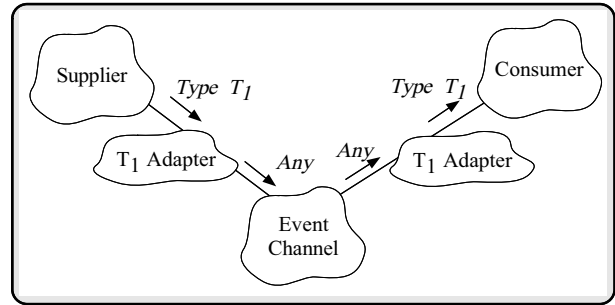 Supplier
Consumer
Type T1
Type T1
T1 Adapter
Any
Any
T1 Adapter
Event
Channel